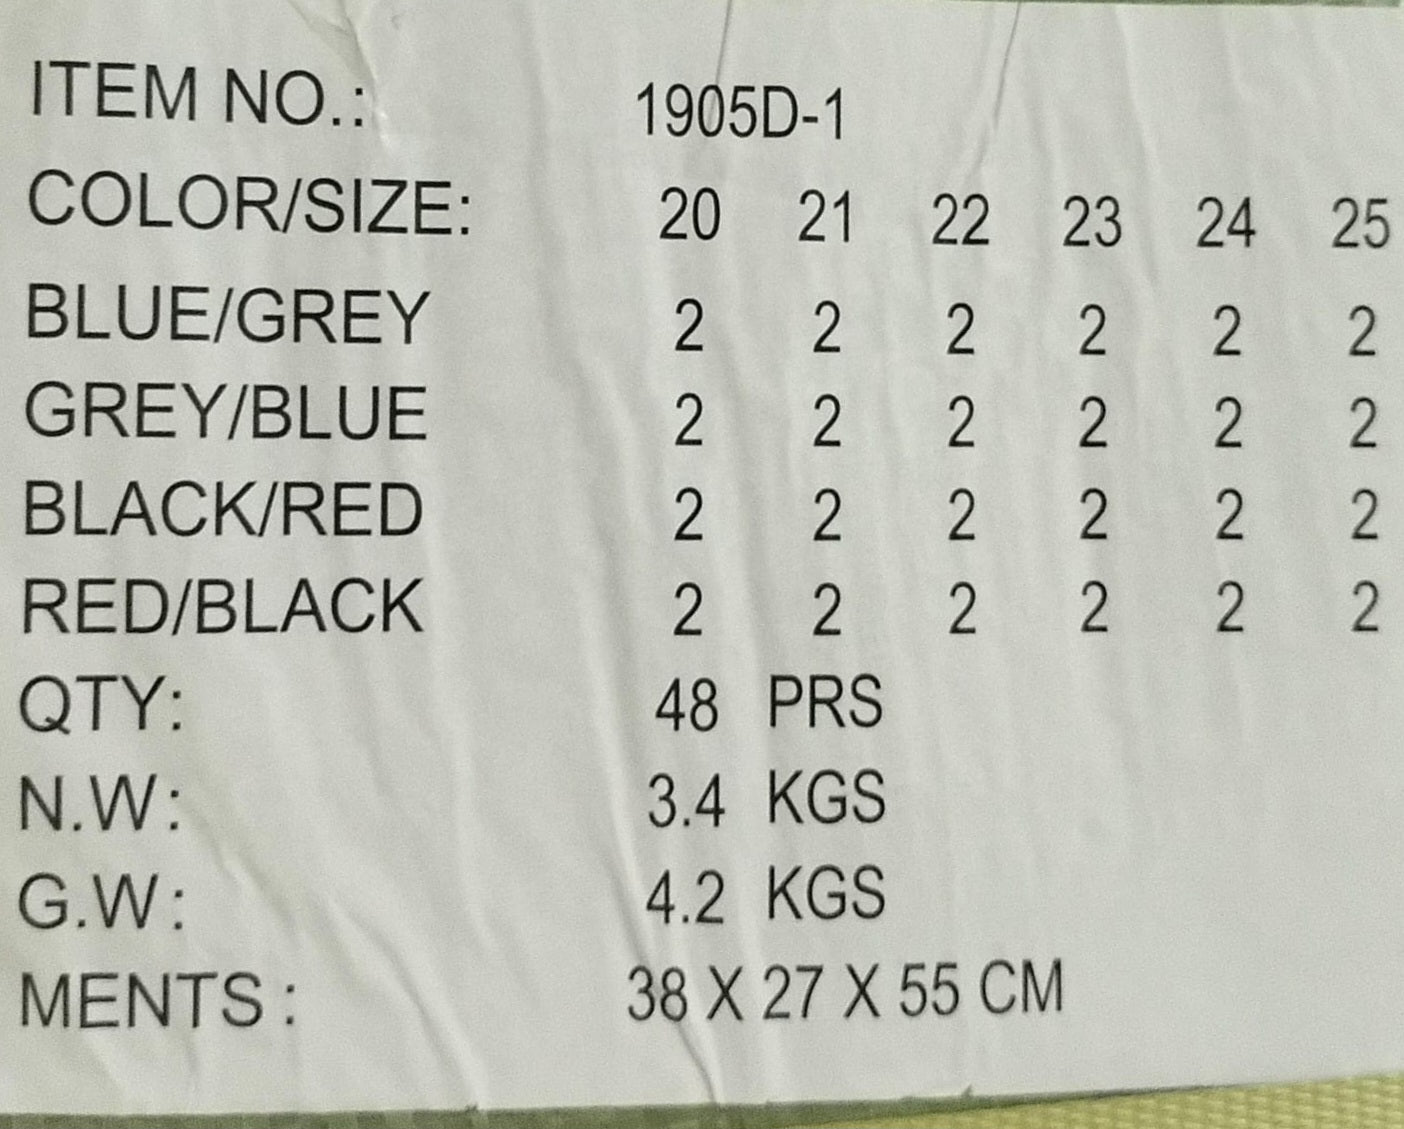 ITEM NO.: 1905D-1
COLOR/SIZE: 20 21 22 23 24 25
BLUE/GREY 2 2 2 2 2 2
GREY/BLUE 2 2 2 2 2 2
BLACK/RED 2 2 2 2 2 2
RED/BLACK 2 2 2 2 2 2
QTY: 48 PRS
N.W: 3.4 KGS
G.W: 4.2 KGS
MENTS: 38 X 27 X 55 CM